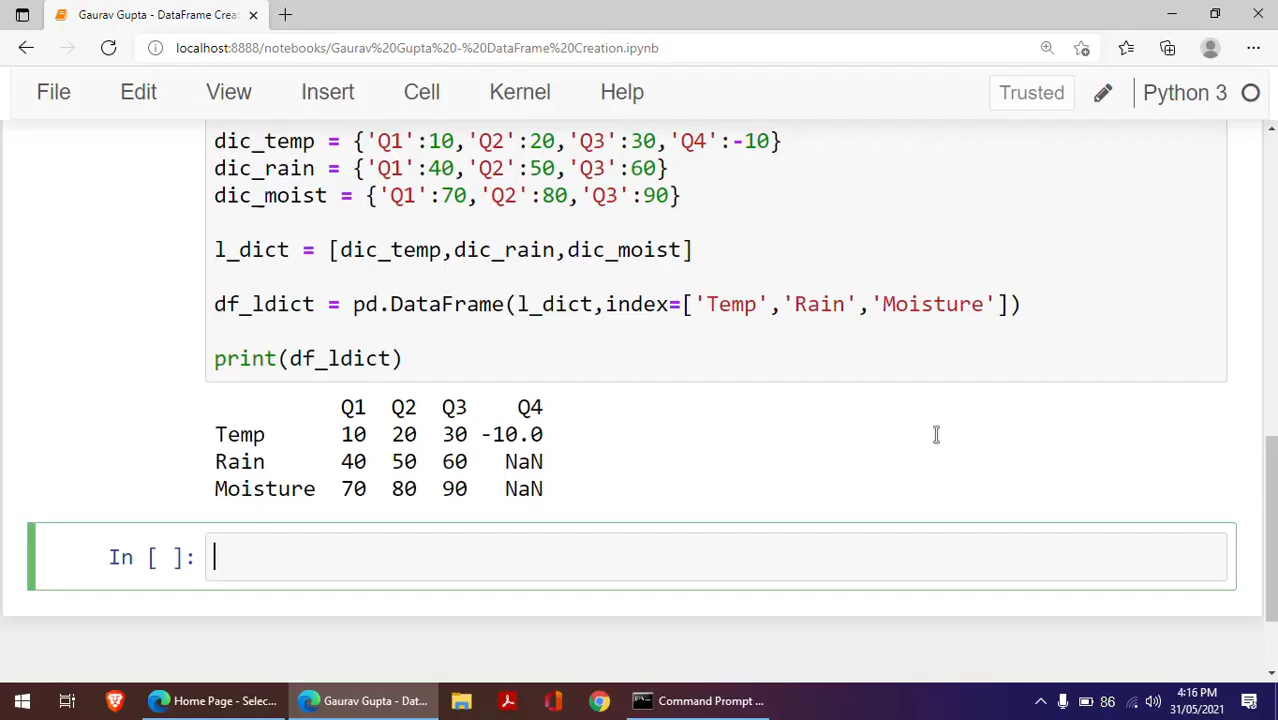 Gaurav Gupta - DataFrame Crea
localhost:8888/notebooks/Gaurav%20Gupta%20-%20DataFrame%20Creation.ipynb
File Edit View Insert Cell Kernel Help Trusted Python 3
dic_temp = {'Q1':10,'Q2':20,'Q3':30,'Q4':-10}
dic_rain = {'Q1':40,'Q2':50,'Q3':60}
dic_moist = {'Q1':70,'Q2':80,'Q3':90}
l_dict = [dic_temp,dic_rain,dic_moist]
df_ldict = pd.DataFrame(l_dict,index=['Temp','Rain','Moisture'])
print(df_ldict)
Q1 Q2 Q3 Q4
Temp 10 20 30 -10.0
Rain 40 50 60 NaN
Moisture 70 80 90 NaN
In [ ]:
Home Page - Selec... Gaurav Gupta - Dat... Command Prompt ... 86 4:16 PM
31/05/2021